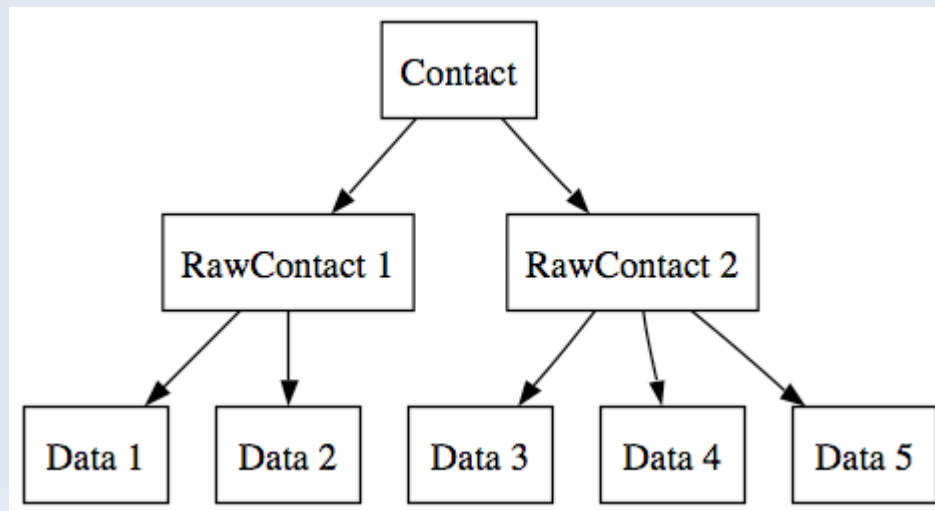 Contact
RawContact 1
RawContact 2
Data 1
Data 2
Data 3
Data 4
Data 5